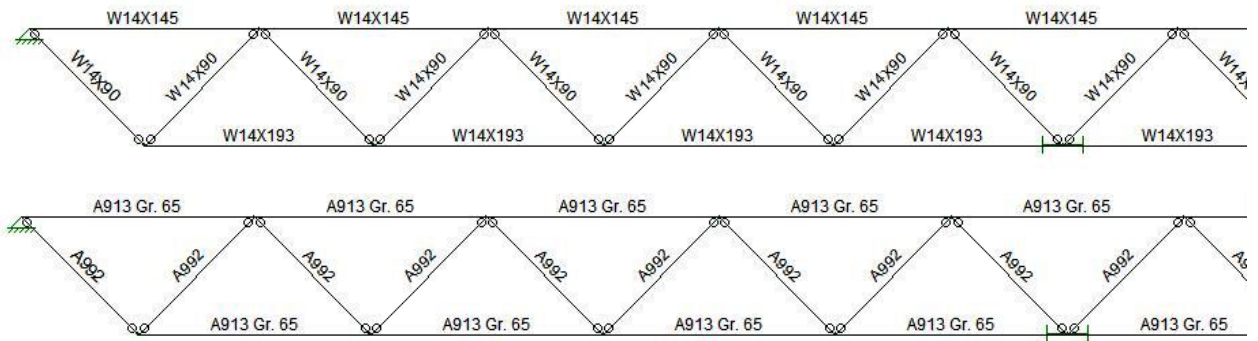 W14X145 W14X145 W14X145 W14X145 W14X145
W14X90 W14X90 W14X90 W14X90 W14X90 W14X90 W14X90 W14X90 W14X90 W14X90 W14X
W14X193 W14X193 W14X193 W14X193 W14X193
A913 Gr. 65 A913 Gr. 65 A913 Gr. 65 A913 Gr. 65 A913 Gr. 65
A992 A992 A992 A992 A992 A992 A992 A992 A992 A992 A
A913 Gr. 65 A913 Gr. 65 A913 Gr. 65 A913 Gr. 65 A913 Gr. 65